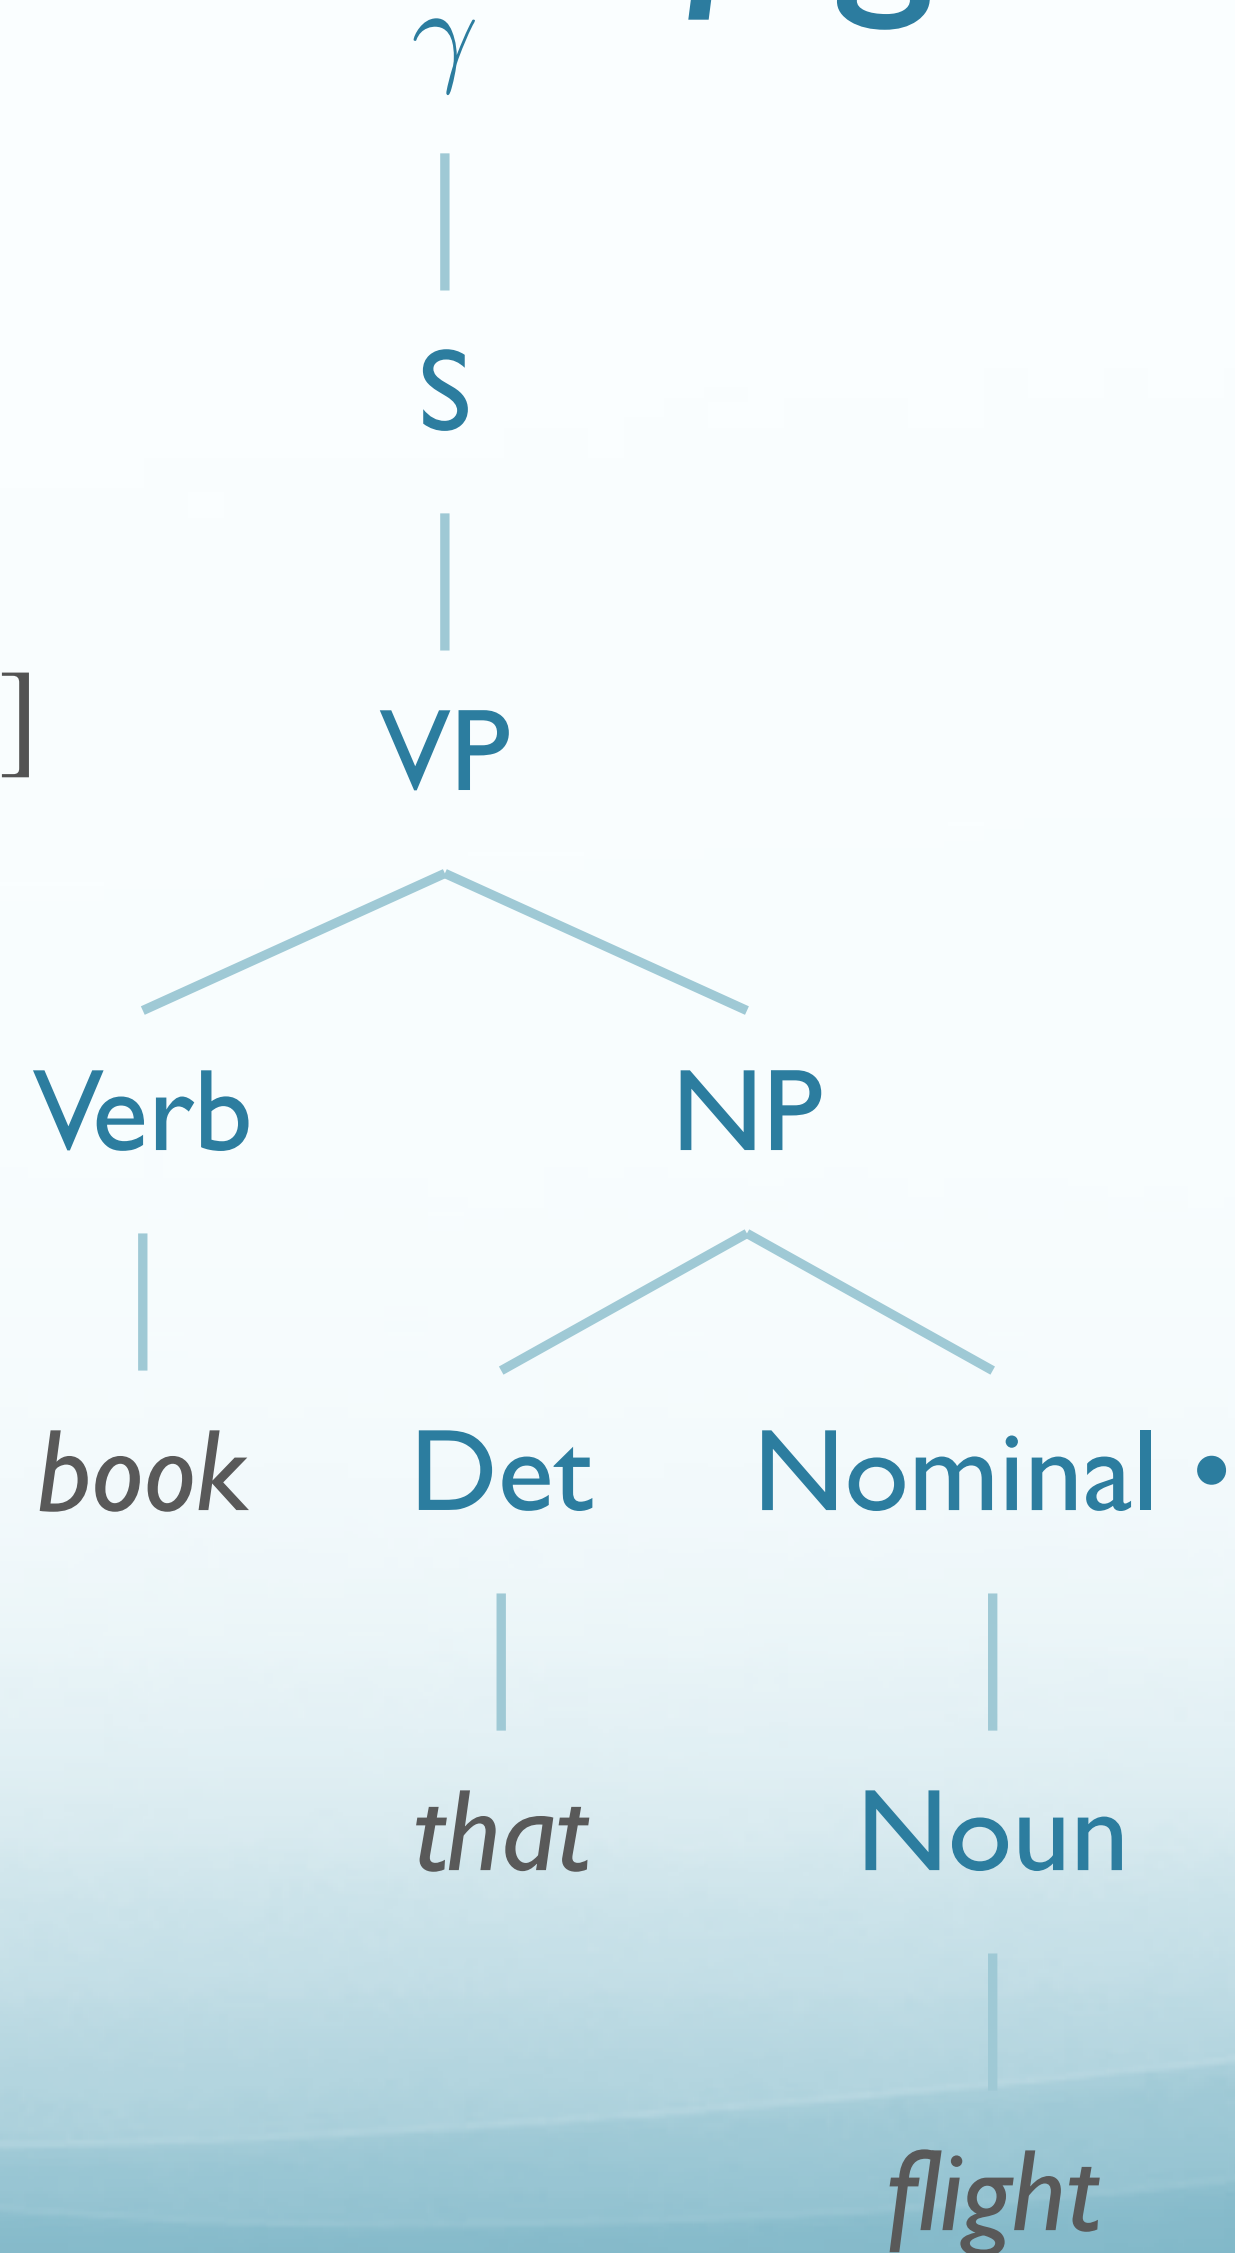 γ
S
]
VP
Verb NP
book Det Nominal •
that Noun
flight